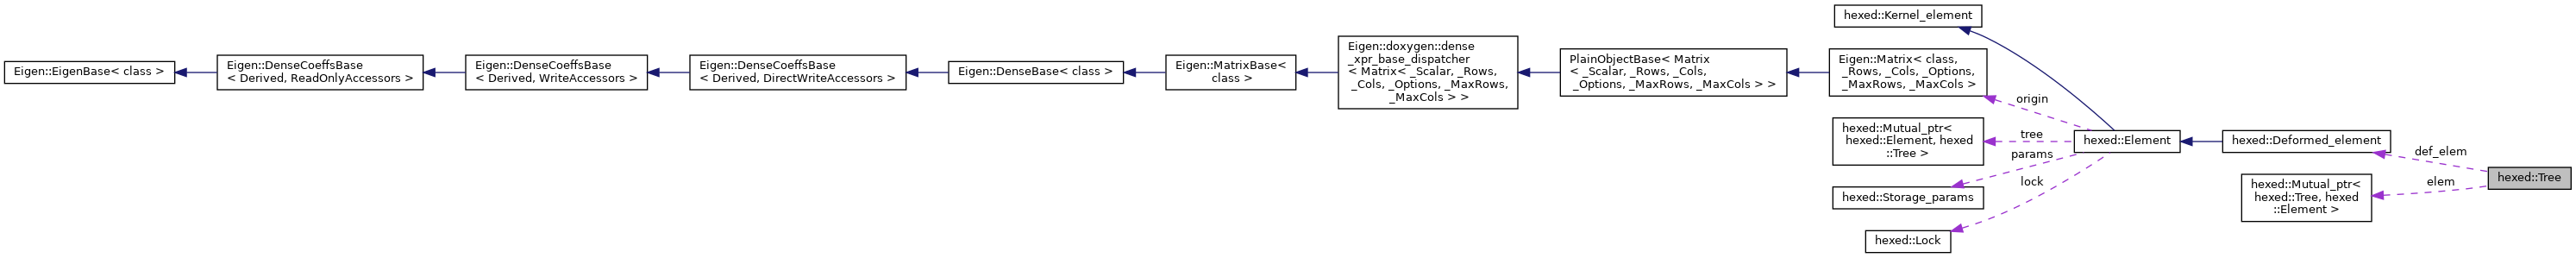 Eigen::EigenBase< class >
Eigen::DenseCoeffsBase
< Derived, ReadOnlyAccessors >
Eigen::DenseCoeffsBase
< Derived, WriteAccessors >
Eigen::DenseCoeffsBase
< Derived, DirectWriteAccessors >
Eigen::DenseBase< class >
Eigen::MatrixBase<
class >
Eigen::doxygen::dense
_xpr_base_dispatcher
< Matrix< _Scalar, _Rows,
_Cols, _Options, _MaxRows,
_MaxCols > >
PlainObjectBase< Matrix
< _Scalar, _Rows, _Cols,
_Options, _MaxRows, _MaxCols > >
hexed::Kernel_element
Eigen::Matrix< class,
_Rows, _Cols, _Options,
_MaxRows, _MaxCols >
origin
hexed::Mutual_ptr<
hexed::Element, hexed
::Tree >
tree
params
hexed::Storage_params
lock
hexed::Lock
hexed::Element
hexed::Deformed_element
def_elem
hexed::Mutual_ptr<
hexed::Tree, hexed
::Element >
elem
hexed::Tree